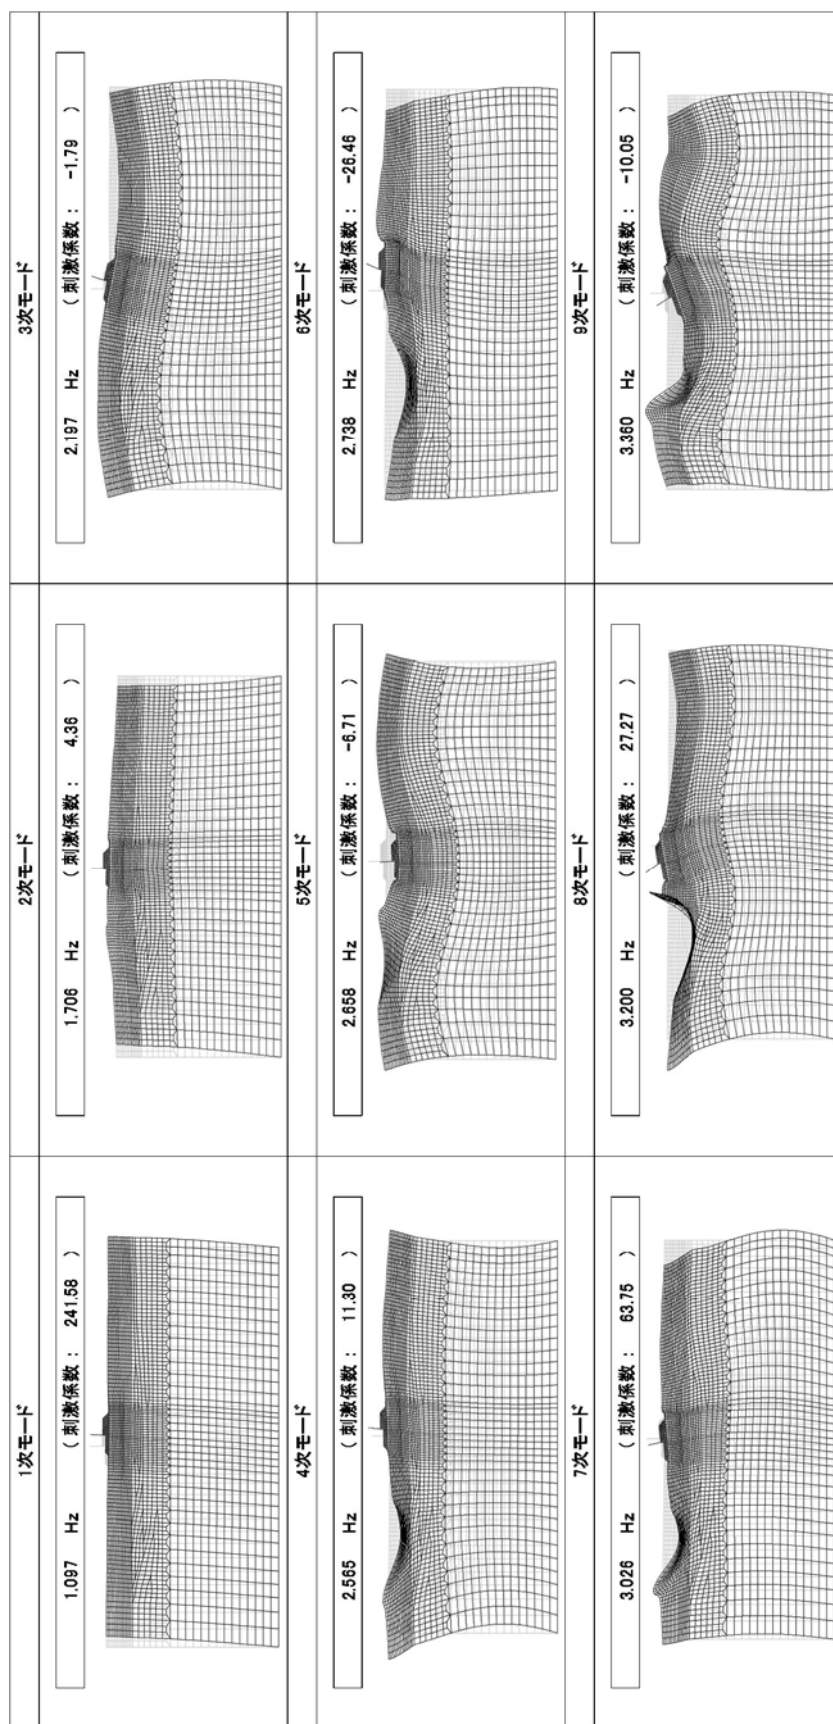 1次モード
1.097 Hz （ 刺激係数： 241.58 ）
2次モード
1.706 Hz （ 刺激係数： 4.36 ）
3次モード
2.197 Hz （ 刺激係数： -1.79 ）
4次モード
2.565 Hz （ 刺激係数： 11.30 ）
5次モード
2.658 Hz （ 刺激係数： -6.71 ）
6次モード
2.738 Hz （ 刺激係数： -26.46 ）
7次モード
3.026 Hz （ 刺激係数： 63.75 ）
8次モード
3.200 Hz （ 刺激係数： 27.27 ）
9次モード
3.360 Hz （ 刺激係数： -10.05 ）